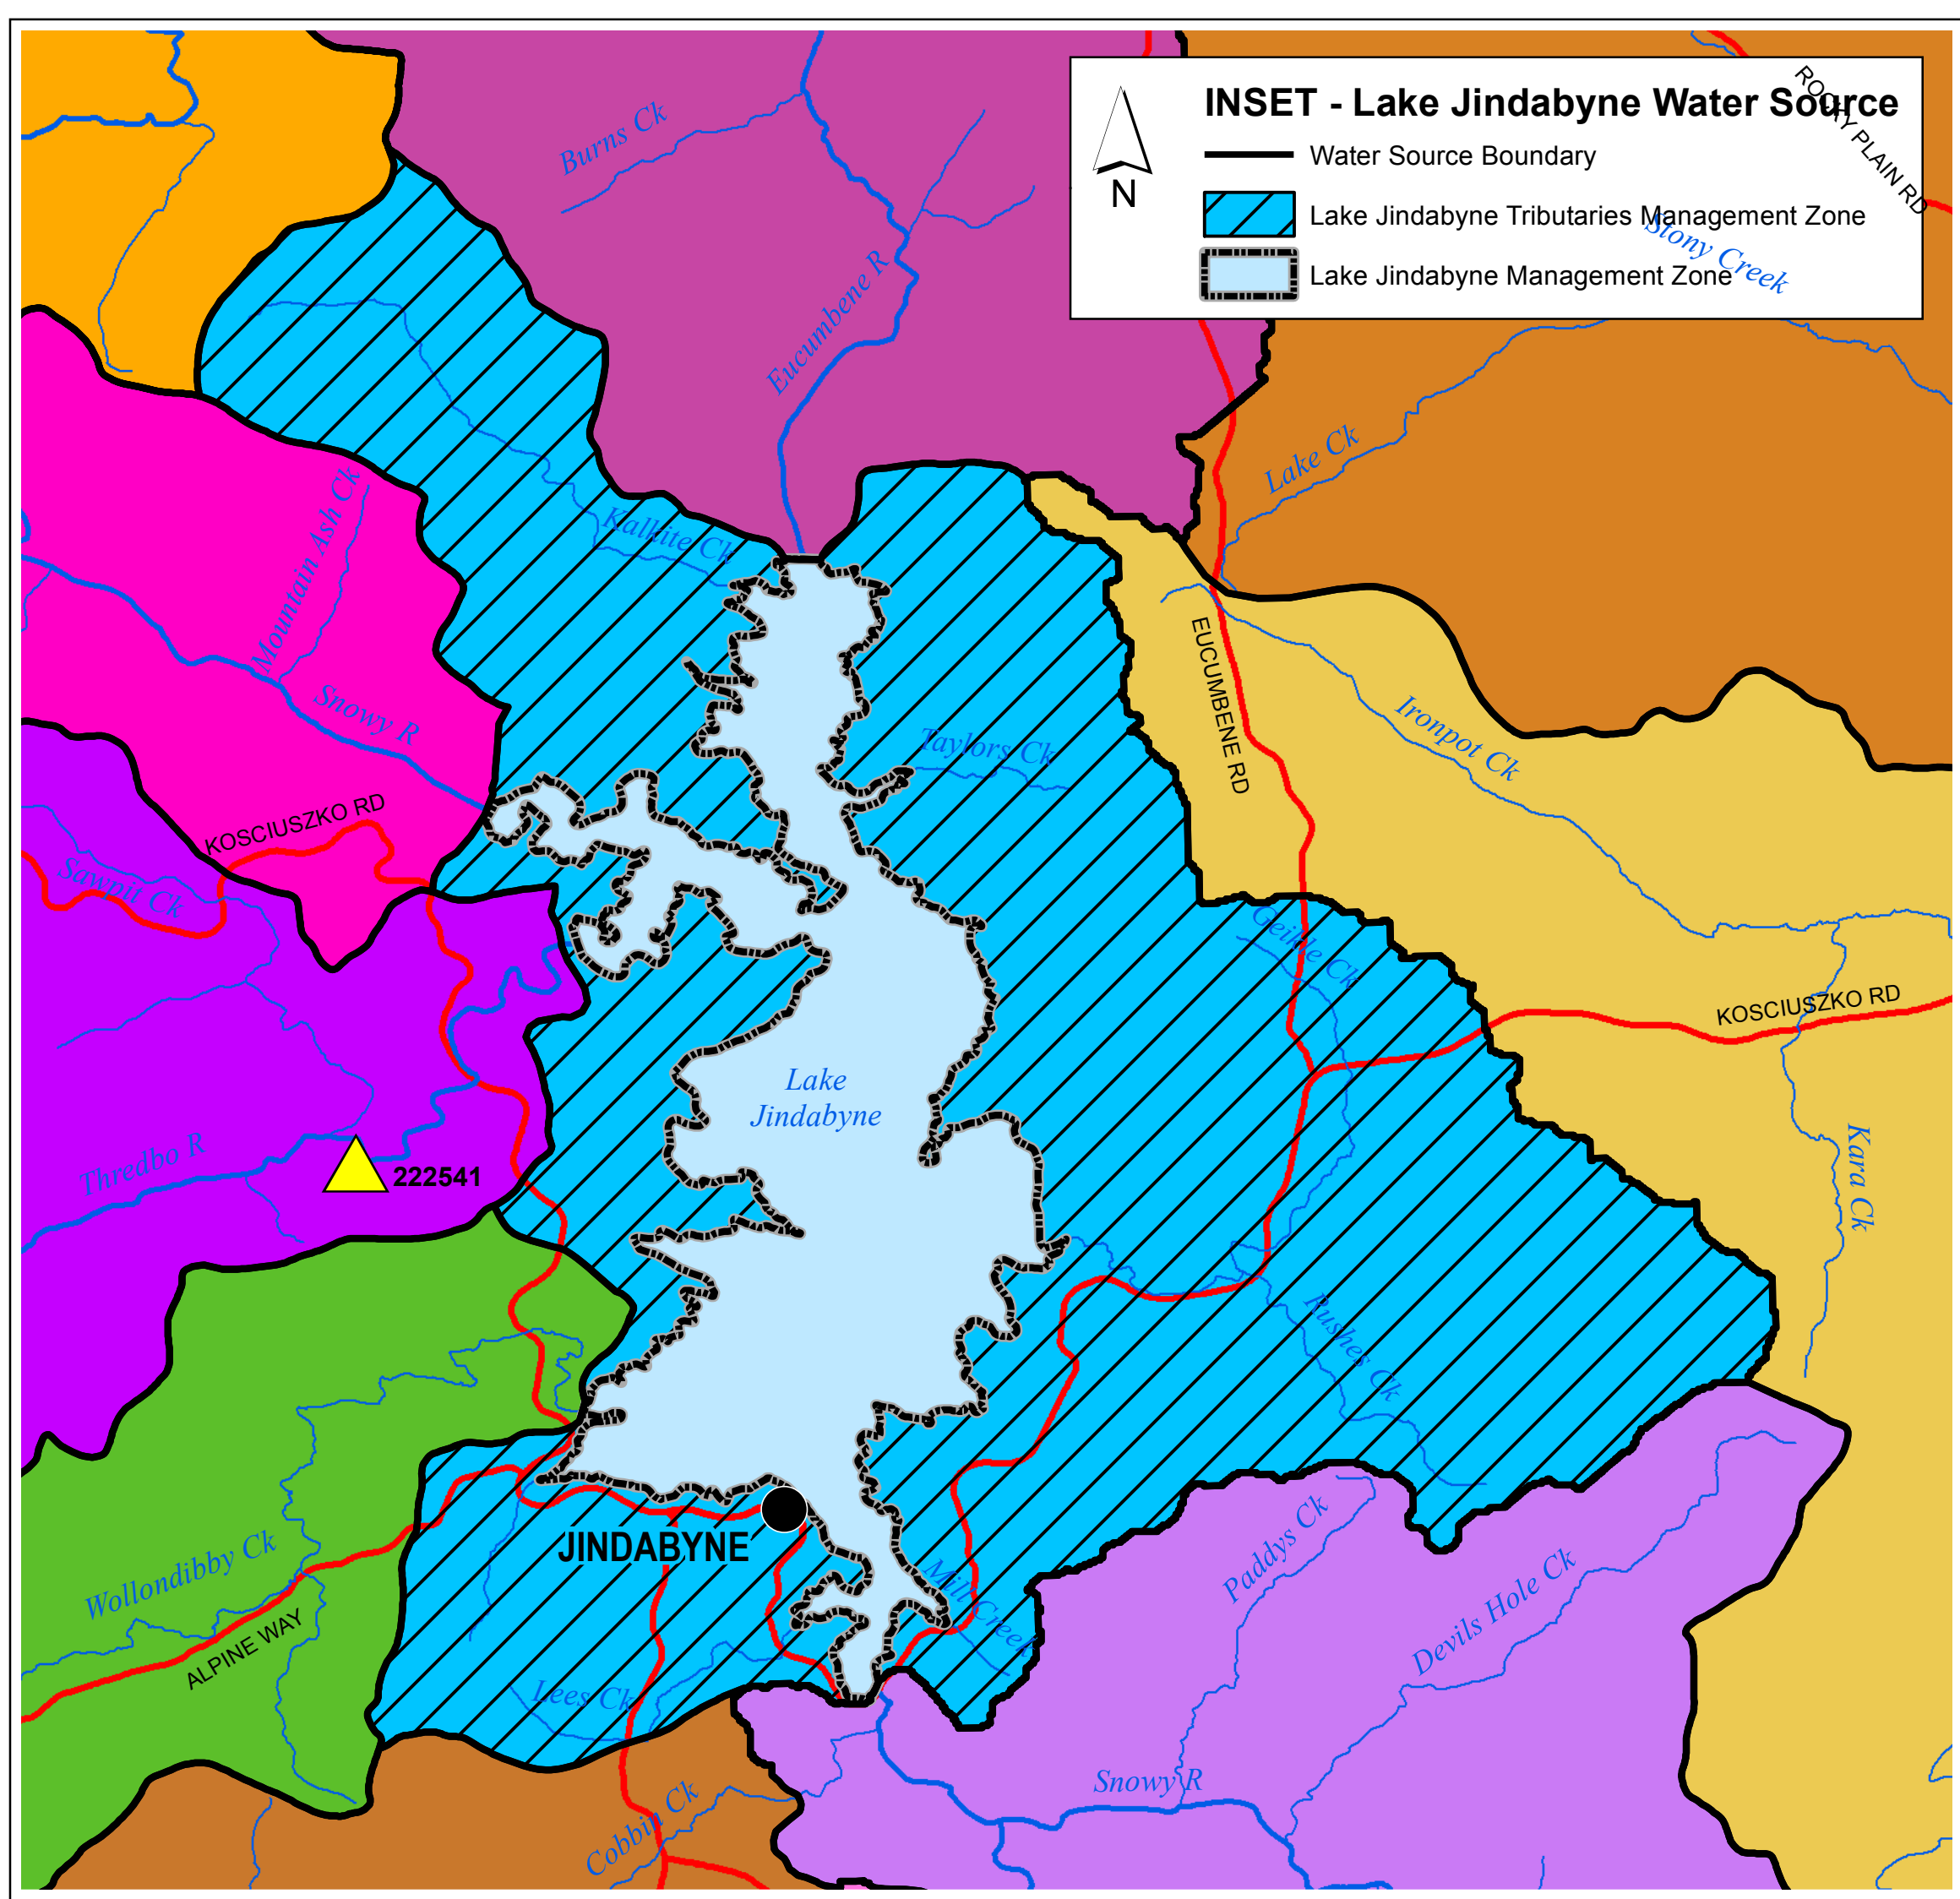 INSET - Lake Jindabyne Water Source
Water Source Boundary
Lake Jindabyne Tributaries Management Zone
Lake Jindabyne Management Zone
N
ROCKY PLAIN RD
Stony Creek
Burns Ck
Eucumbene R
Lake Ck
Mountain Ash Ck
Kalkite Ck
Snowy R
EUCUMBENE RD
Ironpot Ck
Taylors Ck
KOSCIUSZKO RD
Sawpit Ck
Geikle Ck
KOSCIUSZKO RD
Lake
Jindabyne
Thredbo R
222541
Kara Ck
Rushes Ck
JINDABYNE
Wollondibby Ck
ALPINE WAY
Mill Creek
Paddys Ck
Devils Hole Ck
Lees Ck
Snowy R
Cobbin Ck